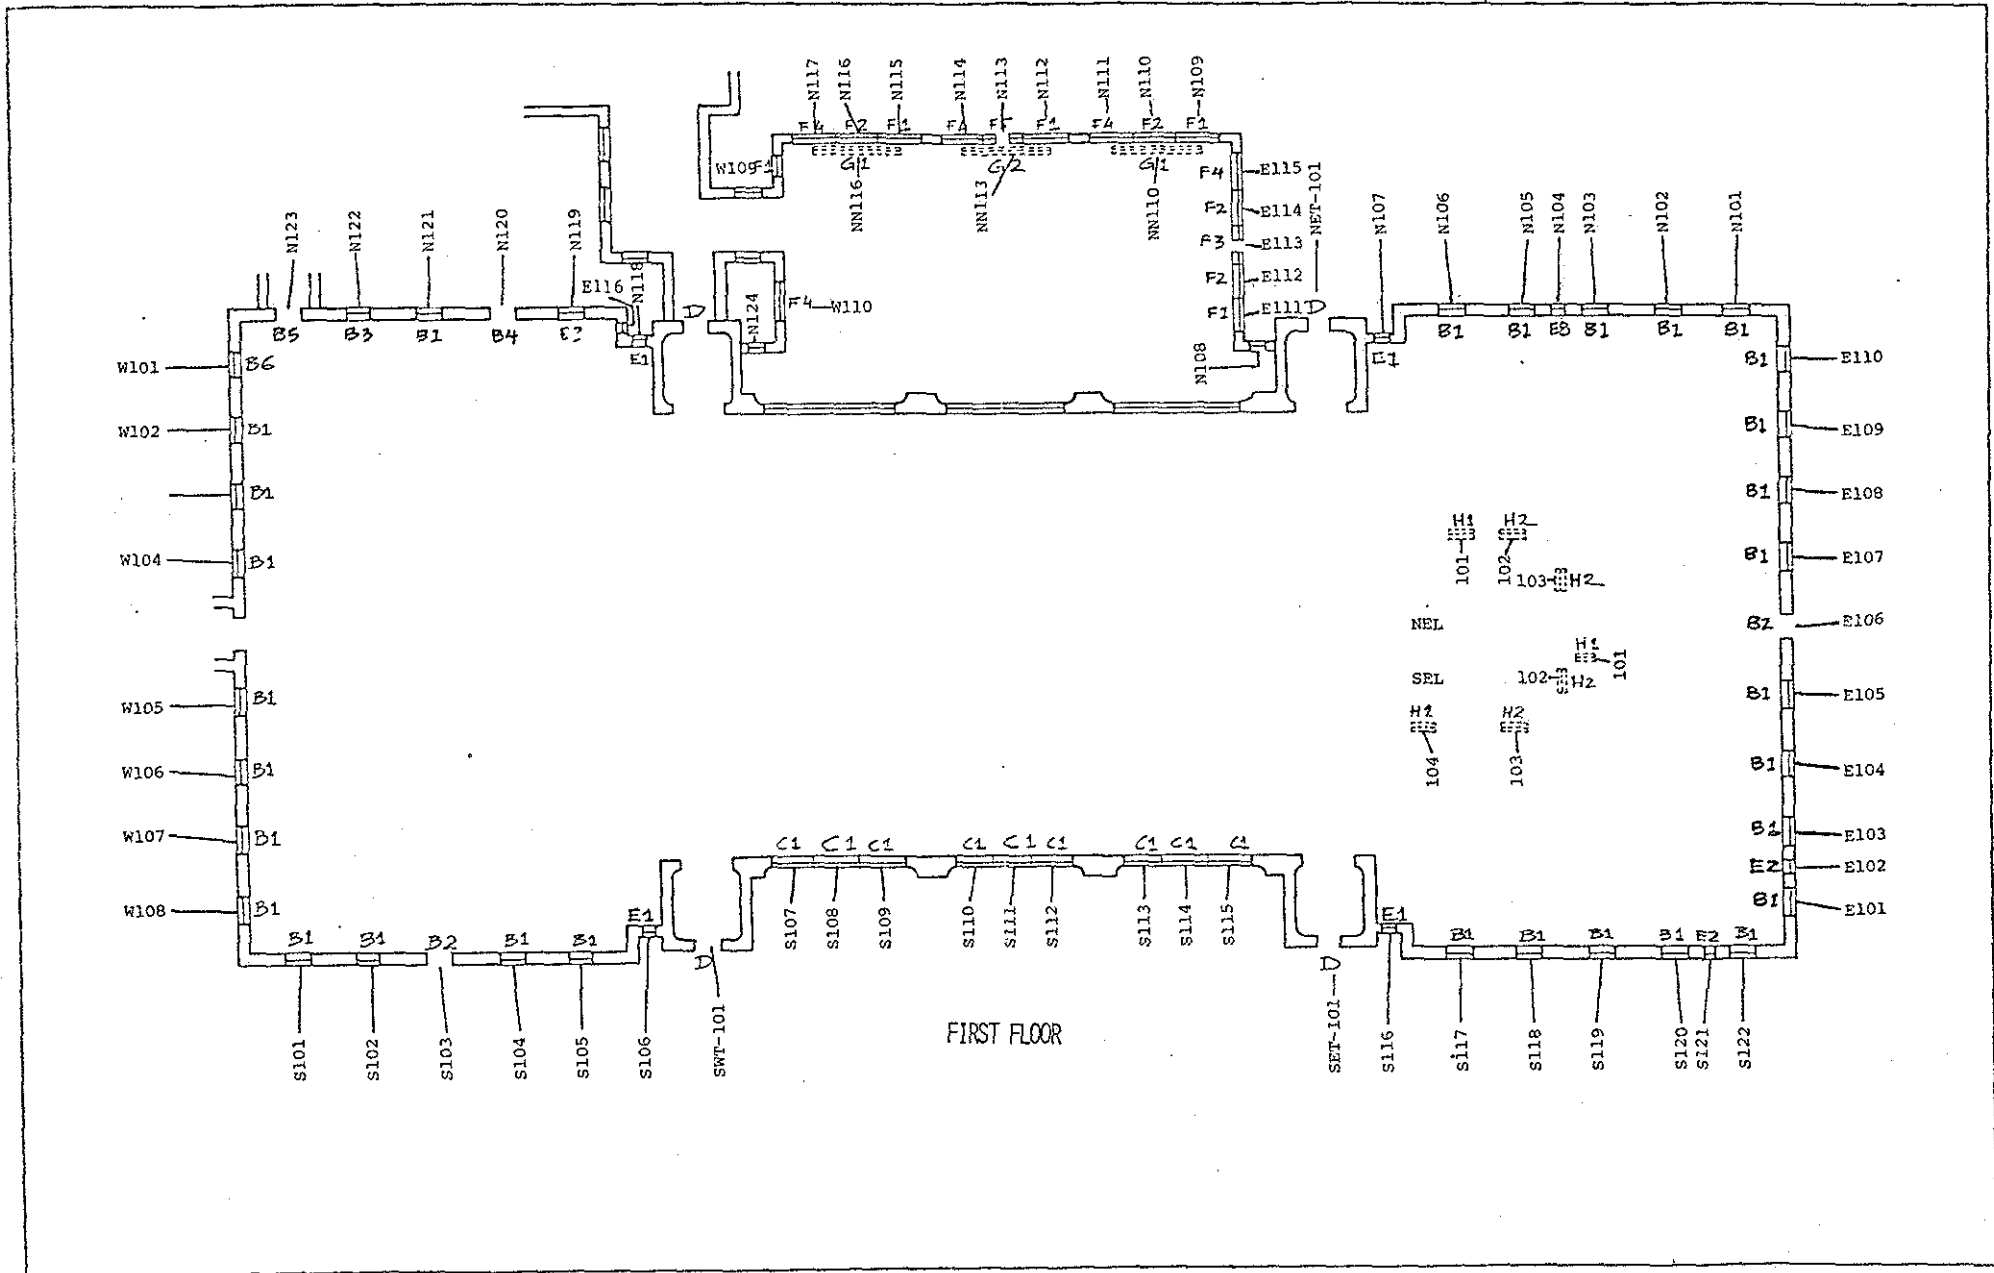 N117
N116
N115
N114
N113
N112
N111
N110
N109
F4
F2
F1
F4
F1
F4
F2
F1
W109
F1
G1
G2
G1
NN116
NN113
NN110
F4
E115
F2
E114
F3
E113
F2
E112
F1
E111
NET-101
D
N107
N106
N105
N104
N103
N102
N101
N123
N122
N121
N120
N119
E116
N118
D
N124
F4
W110
N108
B5
B3
B1
B4
E1
E1
B1
B1
E3
B1
B1
B1
W101
B6
W102
B1
B1
W104
B1
W105
B1
W106
B1
W107
B1
W108
B1
B1
E110
B1
E109
B1
E108
B1
E107
B2
E106
B1
E105
B1
E104
B1
E103
E2
E102
B1
E101
H1
101
H2
102
103
H2
NEL
H1
101
SEL
102
H2
H2
103
104
C1
C1
C1
C1
C1
C1
C1
C1
C1
S107
S108
S109
S110
S111
S112
S113
S114
S115
B1
B1
B2
B1
B1
E1
D
D
E1
B1
B1
B1
B1
E2
B1
S101
S102
S103
S104
S105
S106
SWT-101
SET-101
S116
S117
S118
S119
S120
S121
S122
FIRST FLOOR